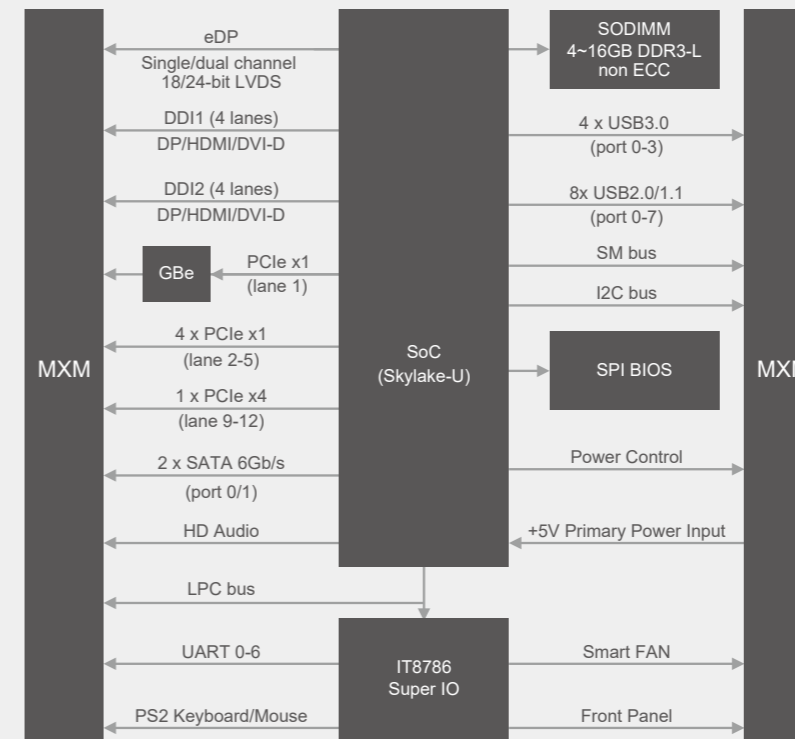 eDP
Single/dual channel
18/24-bit LVDS
DDI1 (4 lanes)
DP/HDMI/DVI-D
DDI2 (4 lanes)
DP/HDMI/DVI-D
GBe
PCIe x1
(lane 1)
4 x PCIe x1
(lane 2-5)
MXM
1 x PCIe x4
(lane 9-12)
2 x SATA 6Gb/s
(port 0/1)
HD Audio
LPC bus
UART 0-6
PS2 Keyboard/Mouse
SoC
(Skylake-U)
IT8786
Super IO
SODIMM
4~16GB DDR3-L
non ECC
4 x USB3.0
(port 0-3)
8x USB2.0/1.1
(port 0-7)
SM bus
I2C bus
SPI BIOS
Power Control
+5V Primary Power Input
Smart FAN
Front Panel